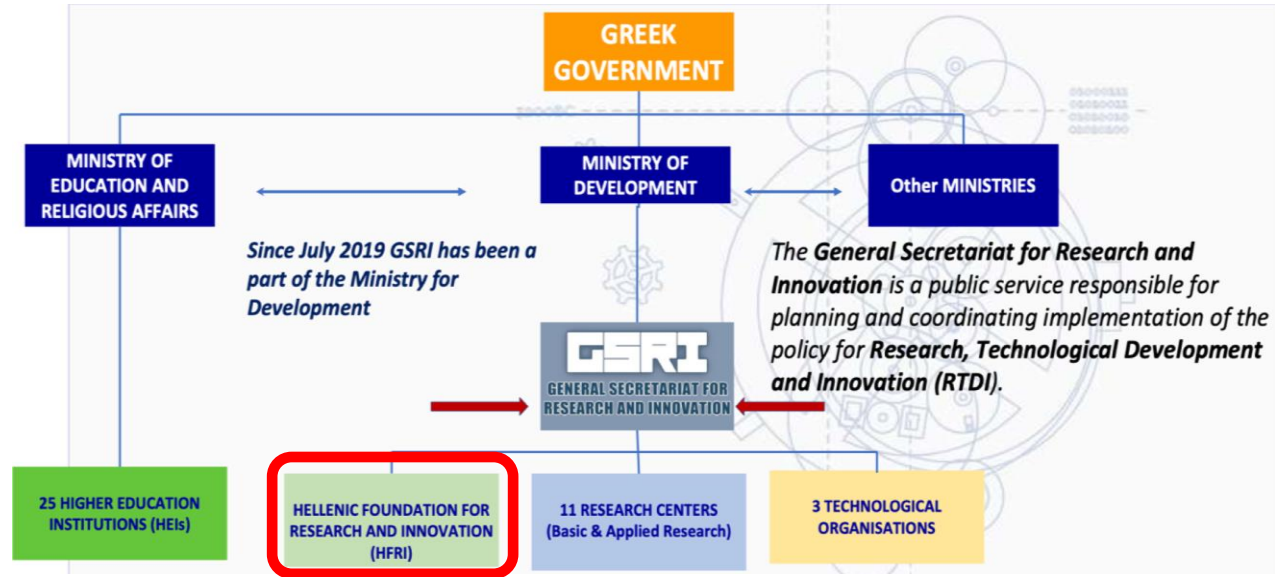 GREEK
GOVERNMENT
MINISTRY OF
EDUCATION AND
RELIGIOUS AFFAIRS
MINISTRY OF
DEVELOPMENT
Other MINISTRIES
Since July 2019 GSRI has been a
part of the Ministry for
Development
The General Secretariat for Research and
Innovation is a public service responsible for
planning and coordinating implementation of the
policy for Research, Technological Development
and Innovation (RTDI).
GSRI
GENERAL SECRETARIAT FOR
RESEARCH AND INNOVATION
25 HIGHER EDUCATION
INSTITUTIONS (HEIs)
HELLENIC FOUNDATION FOR
RESEARCH AND INNOVATION
(HFRI)
11 RESEARCH CENTERS
(Basic & Applied Research)
3 TECHNOLOGICAL
ORGANISATIONS